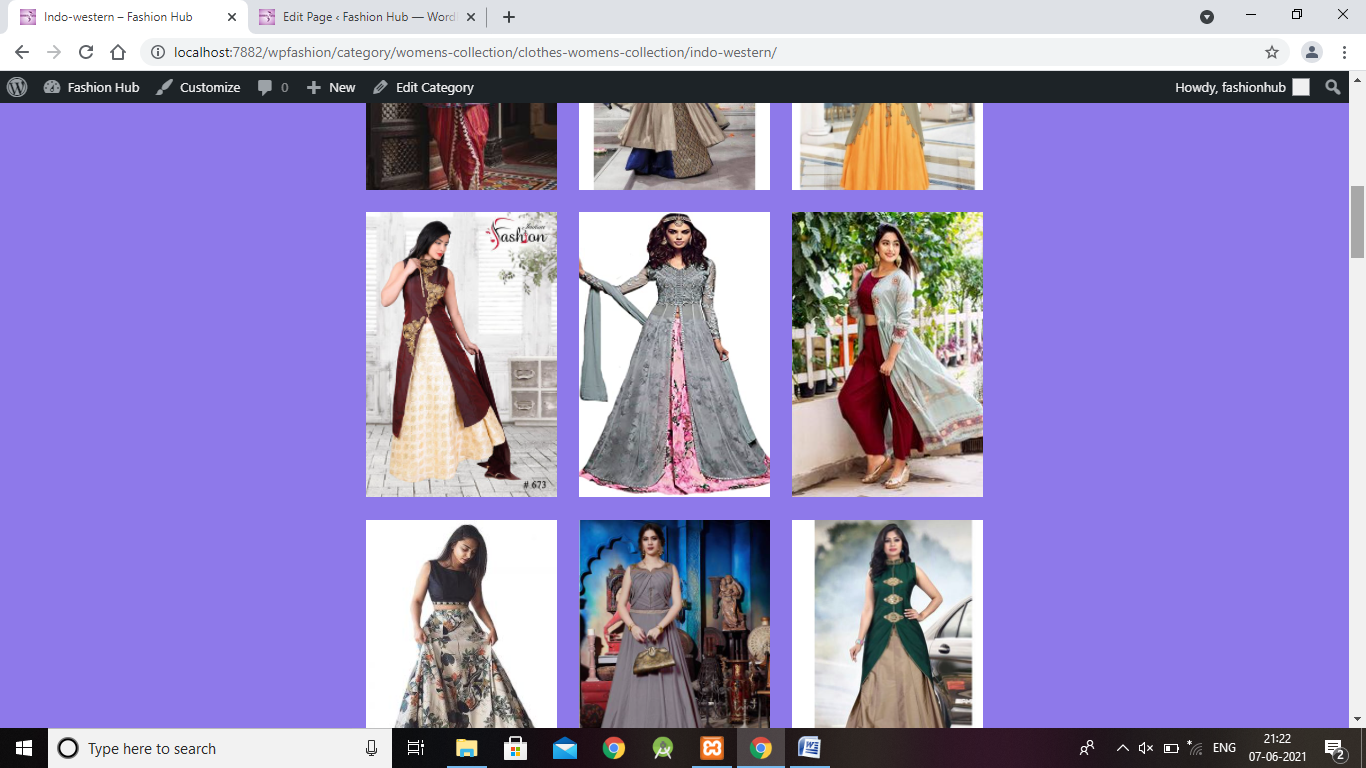 Indo-western – Fashion Hub
Edit Page ‹ Fashion Hub — Word
localhost:7882/wpfashion/category/womens-collection/clothes-womens-collection/indo-western/
Fashion Hub
Customize
0
New
Edit Category
Howdy, fashionhub
Fashion
# 673
Type here to search
ENG
21:22
07-06-2021
2